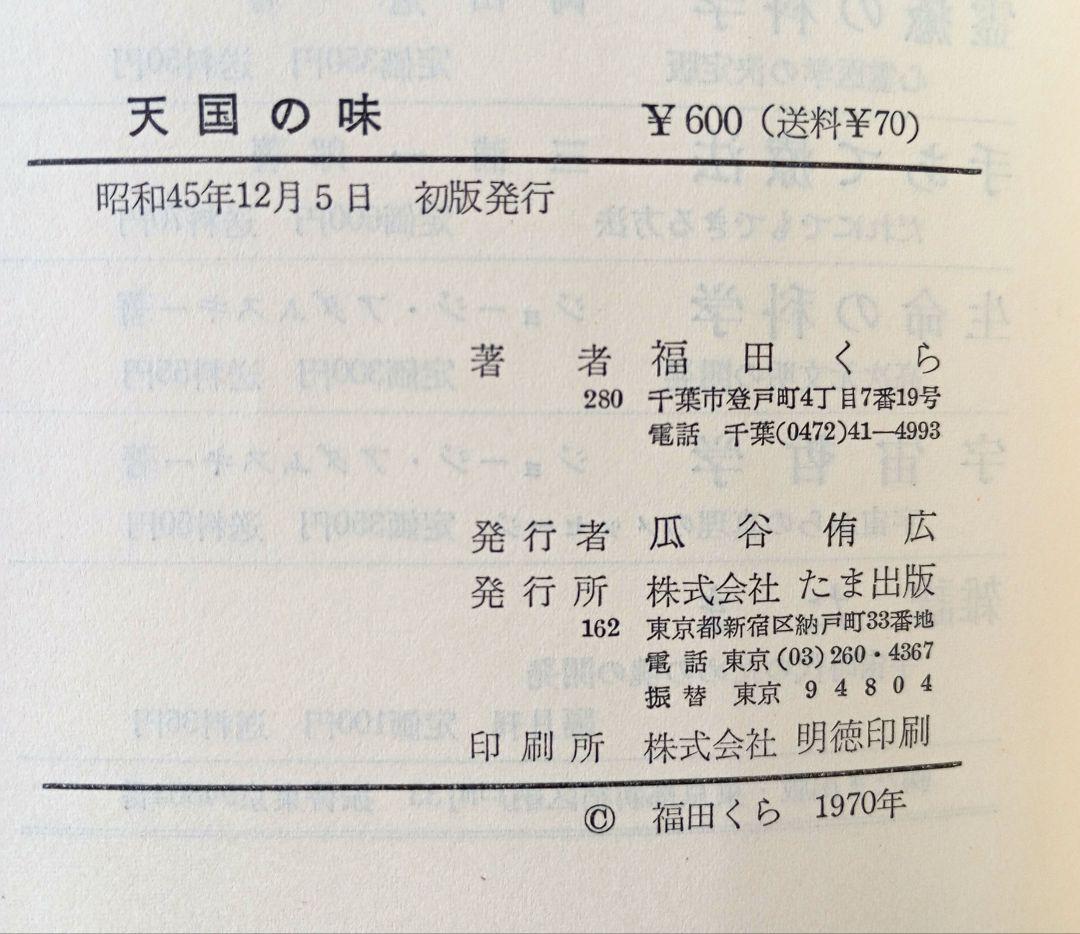 天国の味 ¥600（送料¥70）
昭和45年12月5日 初版発行
著者 福田くら
280 千葉市登戸町4丁目7番19号
電話 千葉(0472)41―4993
発行者 瓜谷侑広
発行所 株式会社 たま出版
162 東京都新宿区納戸町33番地
電話 東京(03)260・4367
振替 東京 94804
印刷所 株式会社 明徳印刷
© 福田くら 1970年